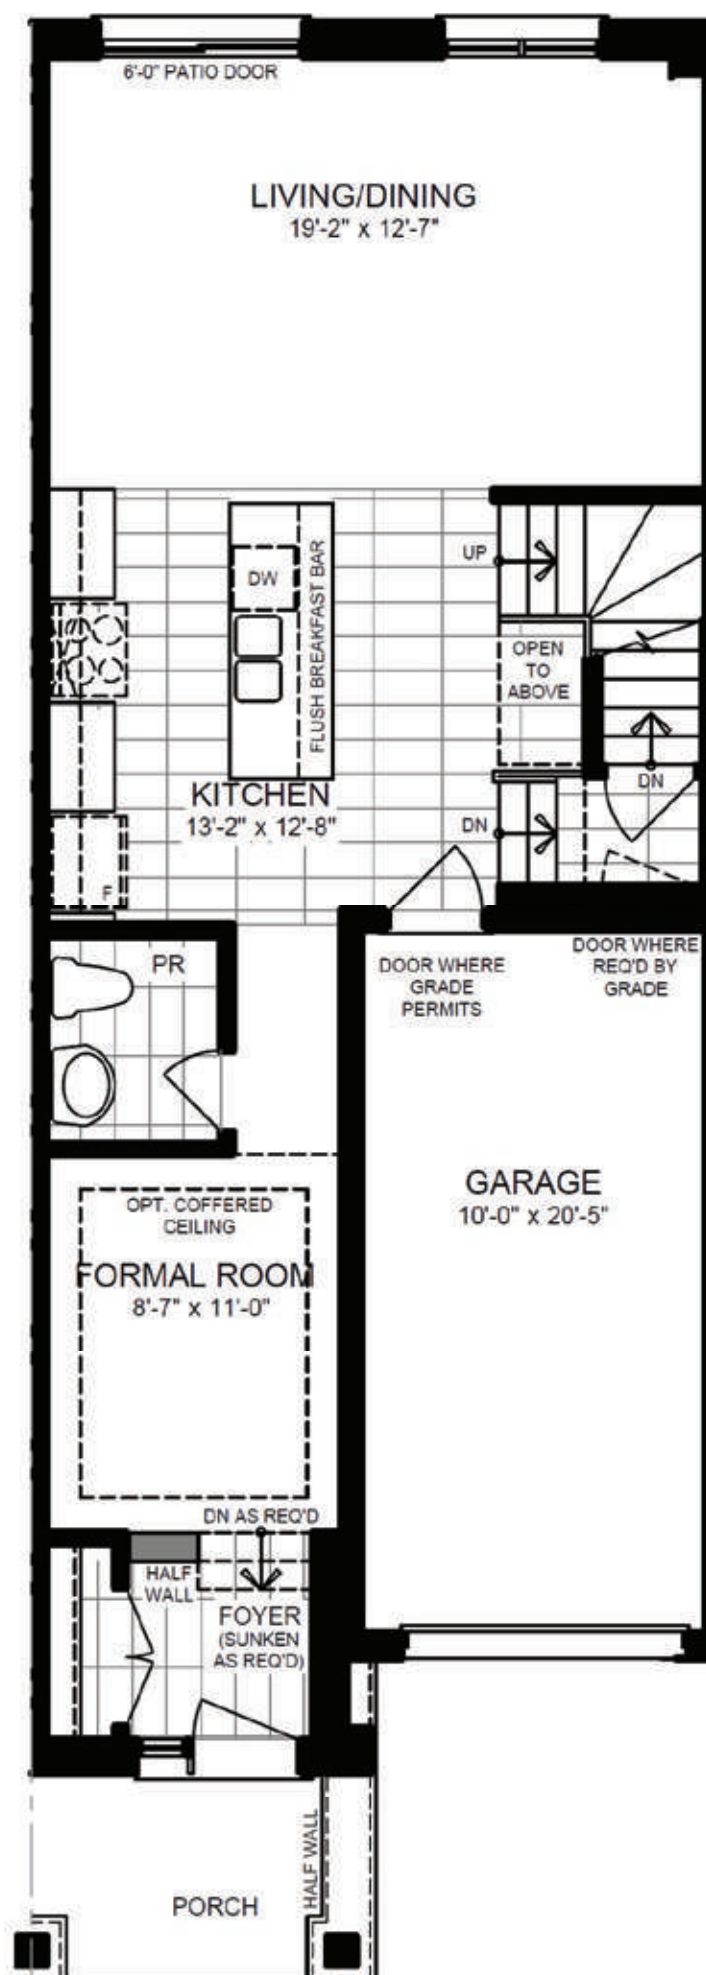 6'-0" PATIO DOOR
LIVING/DINING
19'-2" x 12'-7"
UP
DW
FLUSH BREAKFAST BAR
OPEN
TO
ABOVE
DN
KITCHEN
13'-2" x 12'-8"
DN
F
PR
DOOR WHERE
GRADE
PERMITS
DOOR WHERE
REQ'D BY
GRADE
GARAGE
10'-0" x 20'-5"
OPT. COFFERED
CEILING
FORMAL ROOM
8'-7" x 11'-0"
DN AS REQ'D
HALF
WALL
FOYER
(SUNKEN
AS REQ'D)
HALF WALL
PORCH